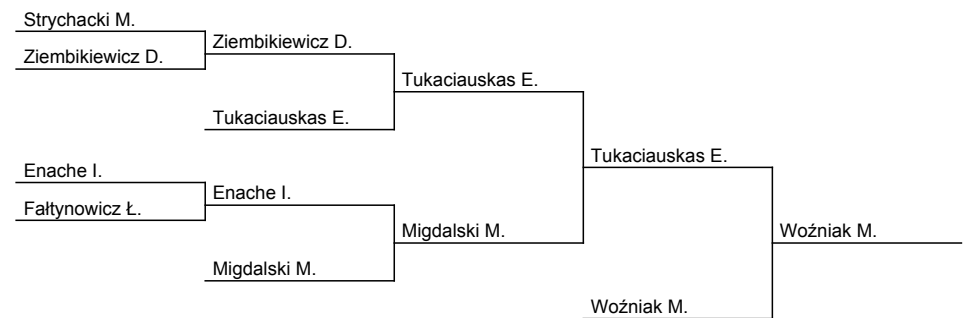 Strychacki M.
Ziembikiewicz D.
Ziembikiewicz D.
Tukaciauskas E.
Tukaciauskas E.
Tukaciauskas E.
Enache I.
Enache I.
Fałtynowicz Ł.
Migdalski M.
Woźniak M.
Migdalski M.
Woźniak M.